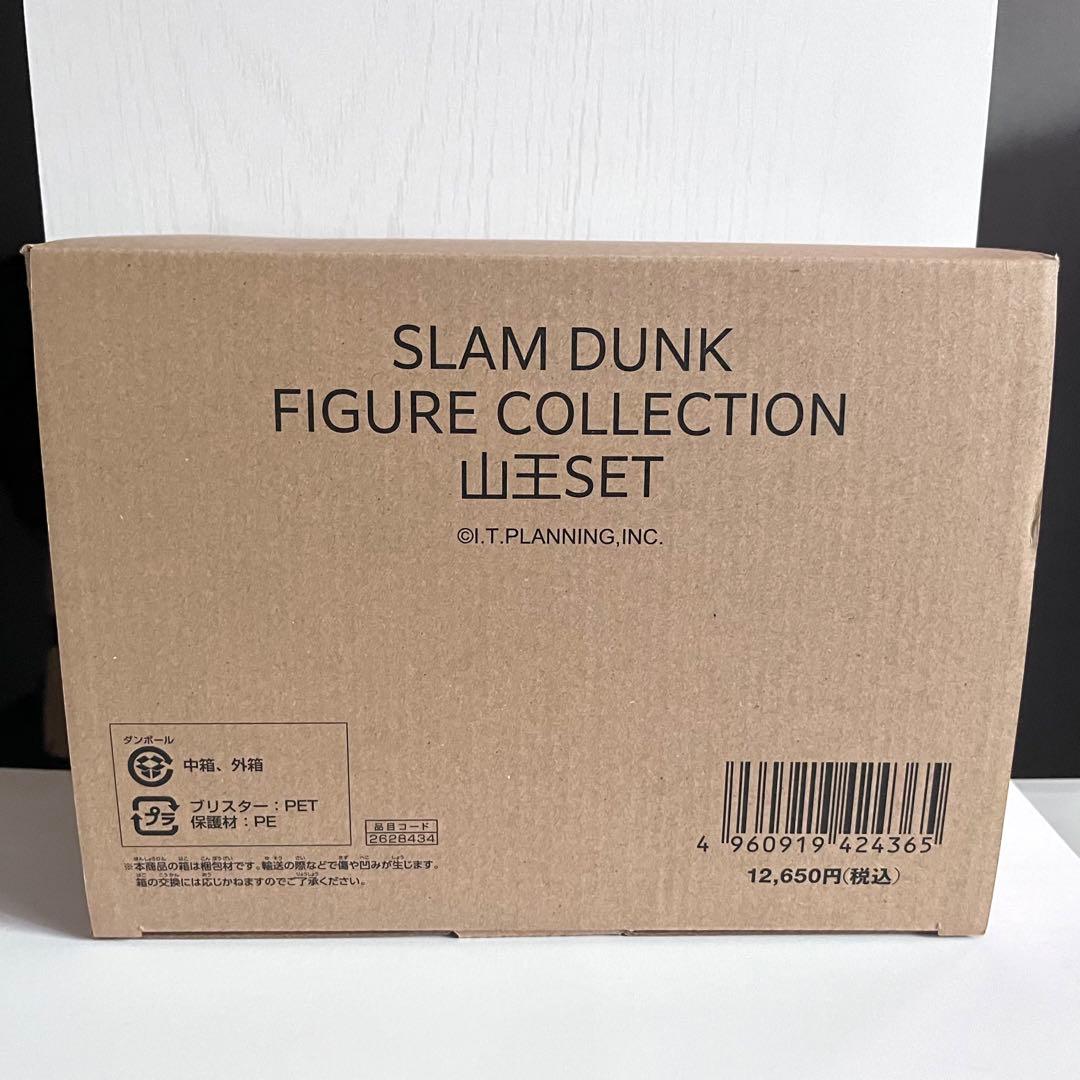 SLAM DUNK
FIGURE COLLECTION
山王SET
©I.T.PLANNING,INC.
ダンボール
中箱、外箱
プラ
ブリスター：PET
保護材：PE
品目コード
2628434
※本商品の箱は梱包材です。輸送の際などで傷や凹みが生じます。
箱の交換には応じかねますのでご了承ください。
4 960919 424365
12,650円(税込)